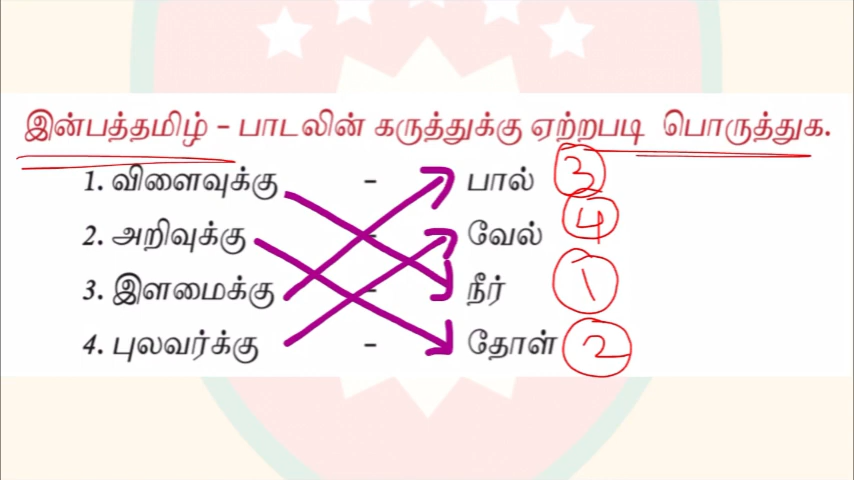 இன்பத்தமிழ் - பாடலின் கருத்துக்கு ஏற்றபடி பொருத்துக.
1. விளைவுக்கு - பால் 3
2. அறிவுக்கு - வேல் 4
3. இளமைக்கு - நீர் 1
4. புலவர்க்கு - தோள் 2